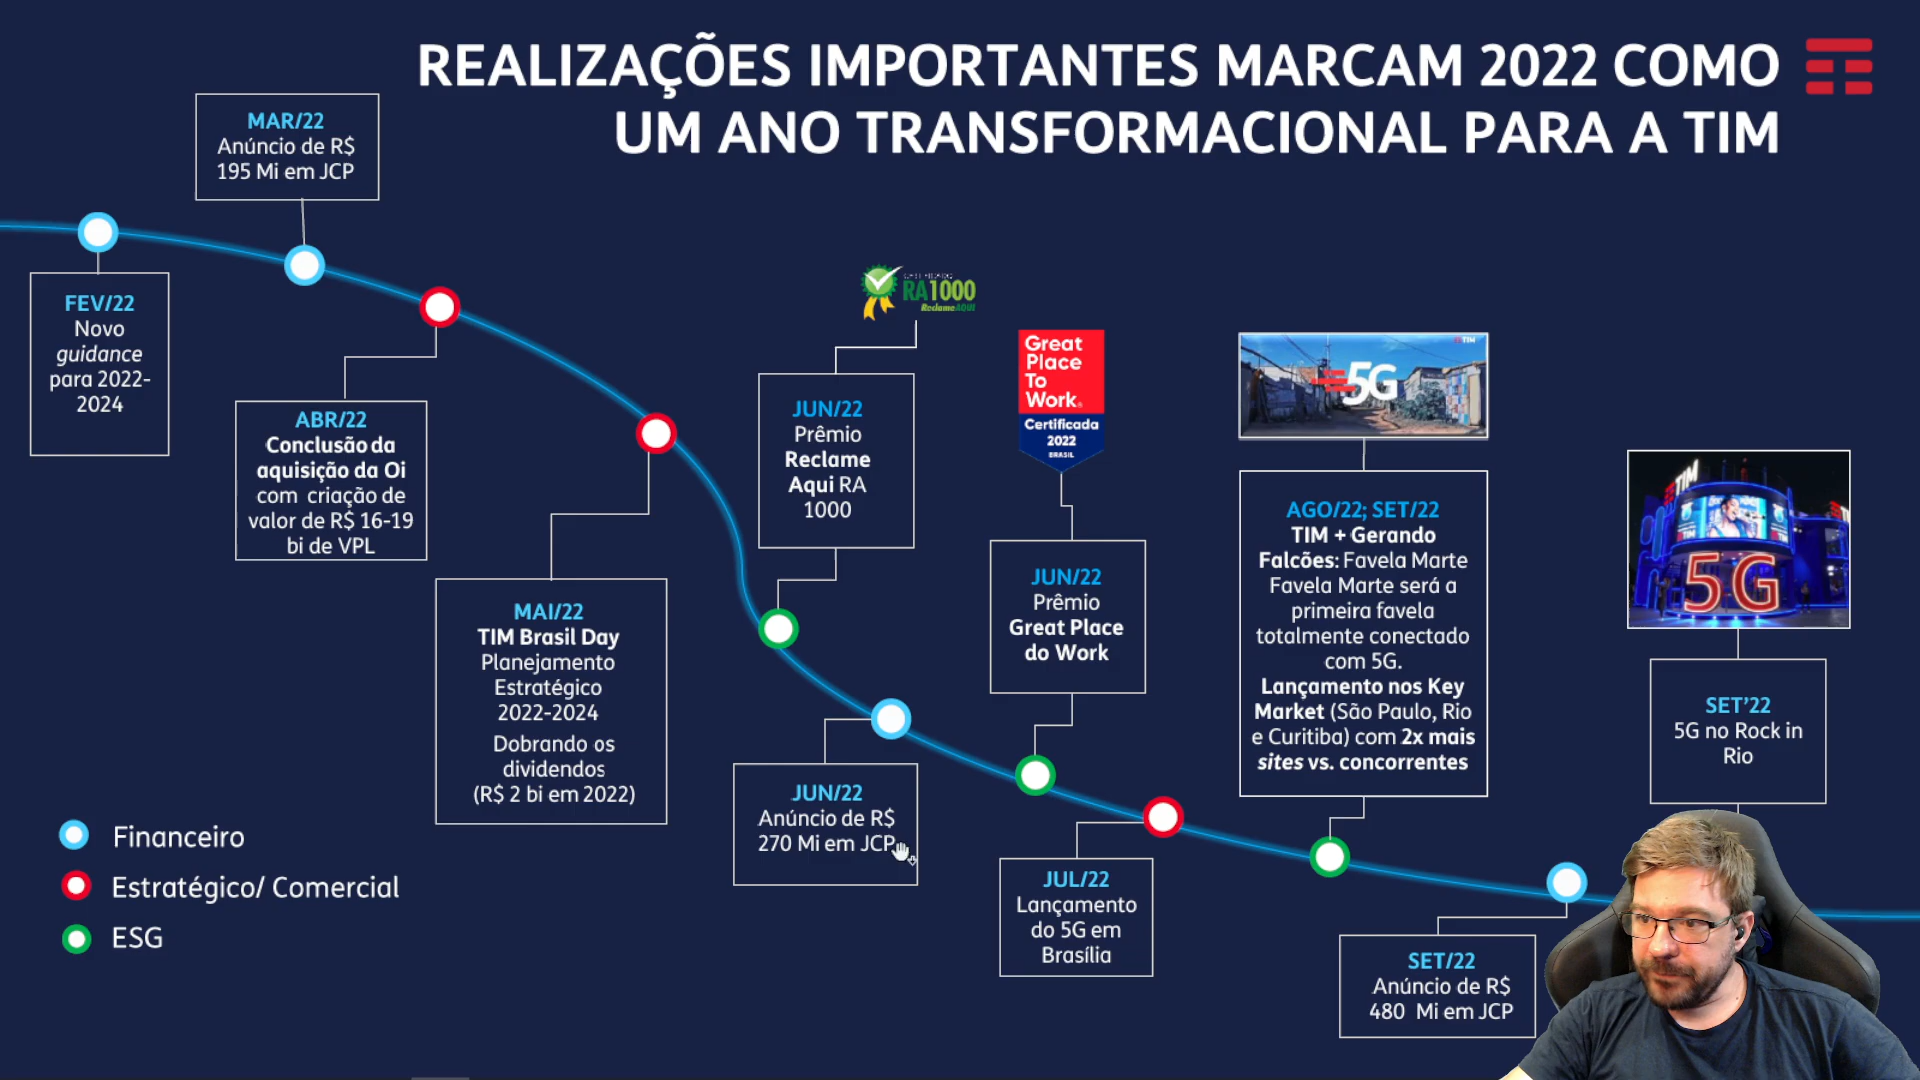 REALIZAÇÕES IMPORTANTES MARCAM 2022 COMO
UM ANO TRANSFORMACIONAL PARA A TIM
MAR/22
Anúncio de R$
195 Mi em JCP
FEV/22
Novo
guidance
para 2022-
2024
ABR/22
Conclusão da
aquisição da Oi
com criação de
valor de R$ 16-19
bi de VPL
MAI/22
TIM Brasil Day
Planejamento
Estratégico
2022-2024
Dobrando os
dividendos
(R$ 2 bi em 2022)
RA1000
ReclameAQUI
JUN/22
Prêmio
Reclame
Aqui RA
1000
JUN/22
Anúncio de R$
270 Mi em JCP
Great
Place
To
Work.
Certificada
2022
BRASIL
JUN/22
Prêmio
Great Place
do Work
JUL/22
Lançamento
do 5G em
Brasília
TIM
5G
AGO/22; SET/22
TIM + Gerando
Falcões: Favela Marte
Favela Marte será a
primeira favela
totalmente conectado
com 5G.
Lançamento nos Key
Market (São Paulo, Rio
e Curitiba) com 2x mais
sites vs. concorrentes
SET/22
Anúncio de R$
480 Mi em JCP
TIM
5G
SET'22
5G no Rock in
Rio
Financeiro
Estratégico/ Comercial
ESG